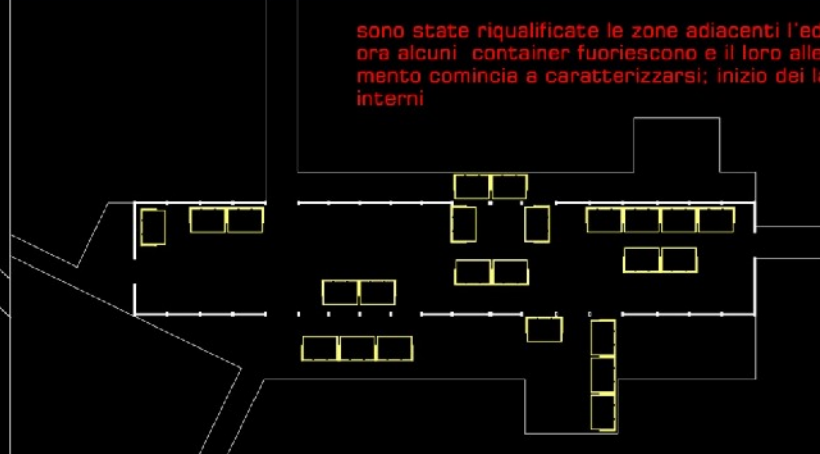 sono state riqualificate le zone adiacenti l'ed
ora alcuni container fuoriescono e il loro alle
mento comincia a caratterizzarsi; inizio dei l
interni